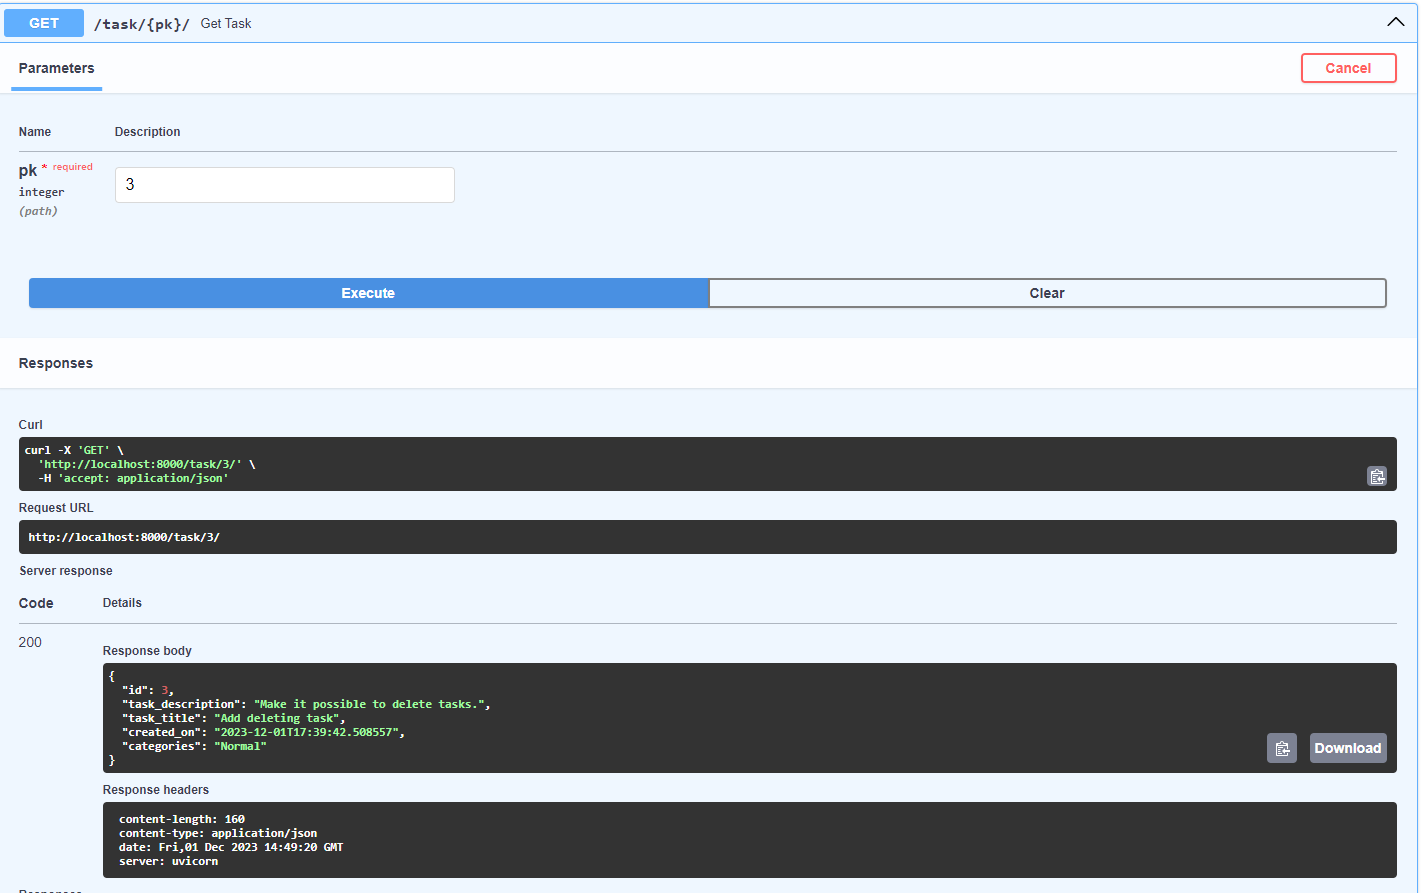 GET /task/{pk}/ Get Task
Parameters
Cancel
Name Description
pk * required
integer
(path)
3
Execute
Clear
Responses
Curl
curl -X 'GET' \
  'http://localhost:8000/task/3/' \
  -H 'accept: application/json'
Request URL
http://localhost:8000/task/3/
Server response
Code Details
200
Response body
{
  "id": 3,
  "task_description": "Make it possible to delete tasks.",
  "task_title": "Add deleting task",
  "created_on": "2023-12-01T17:39:42.508557",
  "categories": "Normal"
}
Download
Response headers
content-length: 160
content-type: application/json
date: Fri,01 Dec 2023 14:49:20 GMT
server: uvicorn
Responses